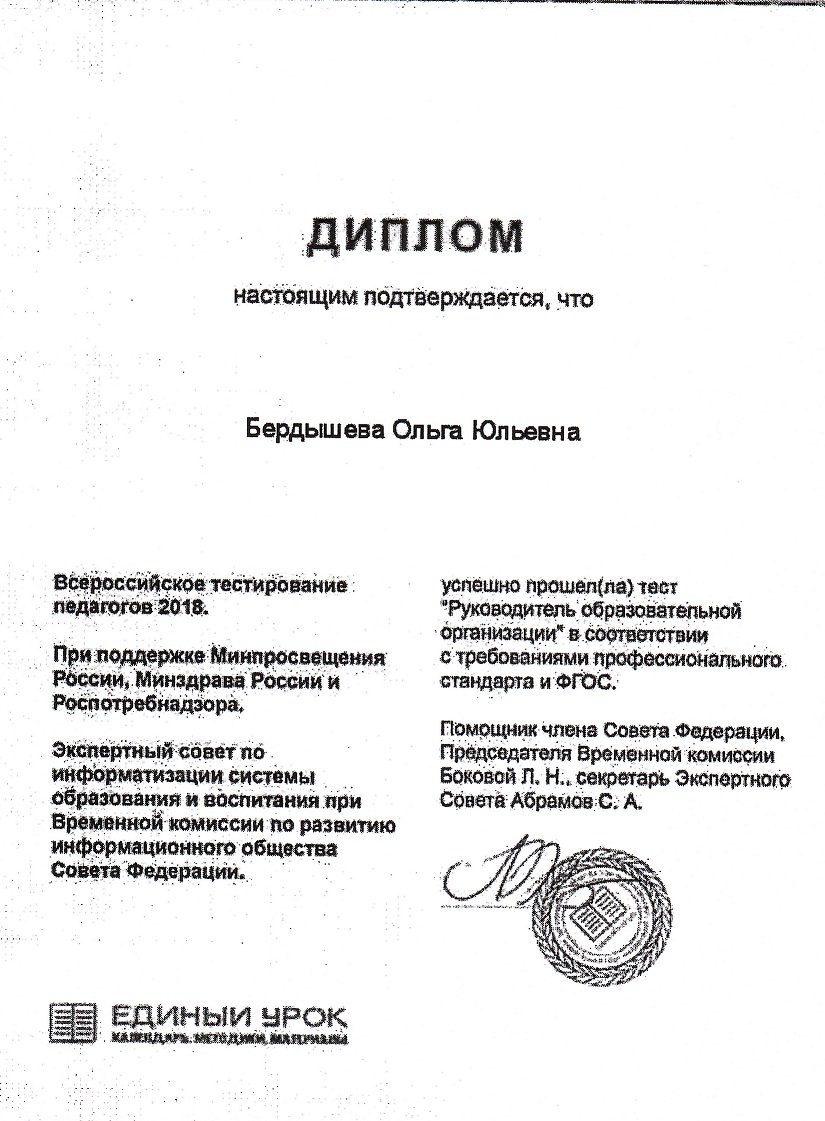 ДИПЛОМ
настоящим подтверждается, что
Бердышева Ольга Юльевна
Всероссийское тестирование
педагогов 2018.
При поддержке Минпросвещения
России, Минздрава России и
Роспотребнадзора.
Экспертный совет по
информатизации системы
образования и воспитания при
Временной комиссии по развитию
информационного общества
Совета Федерации.
успешно прошел(ла) тест
"Руководитель образовательной
организации" в соответствии
с требованиями профессионального
стандарта и ФГОС.
Помощник члена Совета Федерации,
Председателя Временной комиссии
Боковой Л. Н., секретарь Экспертного
Совета Абрамов С. А.
ЕДИНЫЙ УРОК
КАЛЕНДАРЬ, МЕТОДИКИ, МАТЕРИАЛЫ